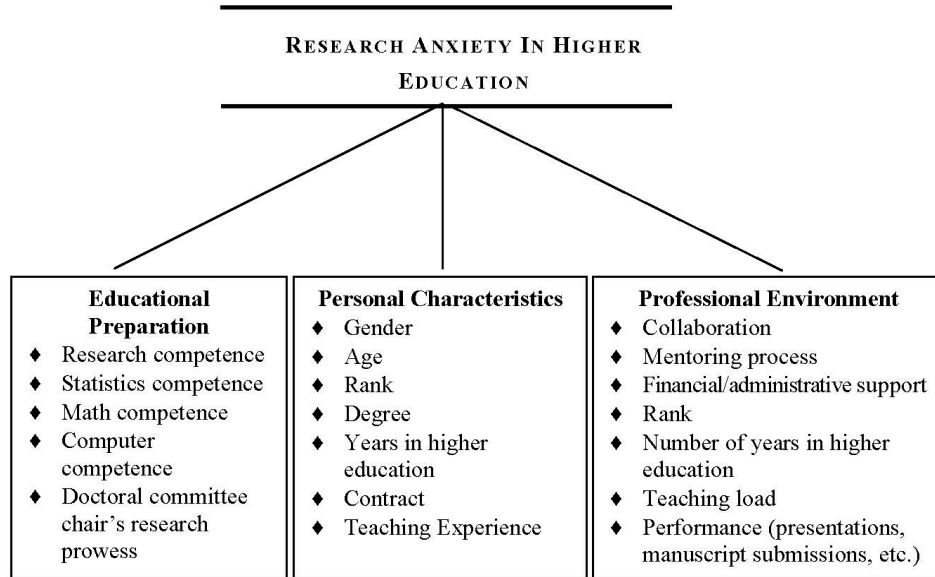 RESEARCH ANXIETY IN HIGHER
EDUCATION
Educational
Preparation
♦ Research competence
♦ Statistics competence
♦ Math competence
♦ Computer
competence
♦ Doctoral committee
chair's research
prowess
Personal Characteristics
♦ Gender
♦ Age
♦ Rank
♦ Degree
♦ Years in higher
education
♦ Contract
♦ Teaching Experience
Professional Environment
♦ Collaboration
♦ Mentoring process
♦ Financial/administrative support
♦ Rank
♦ Number of years in higher
education
♦ Teaching load
♦ Performance (presentations,
manuscript submissions, etc.)